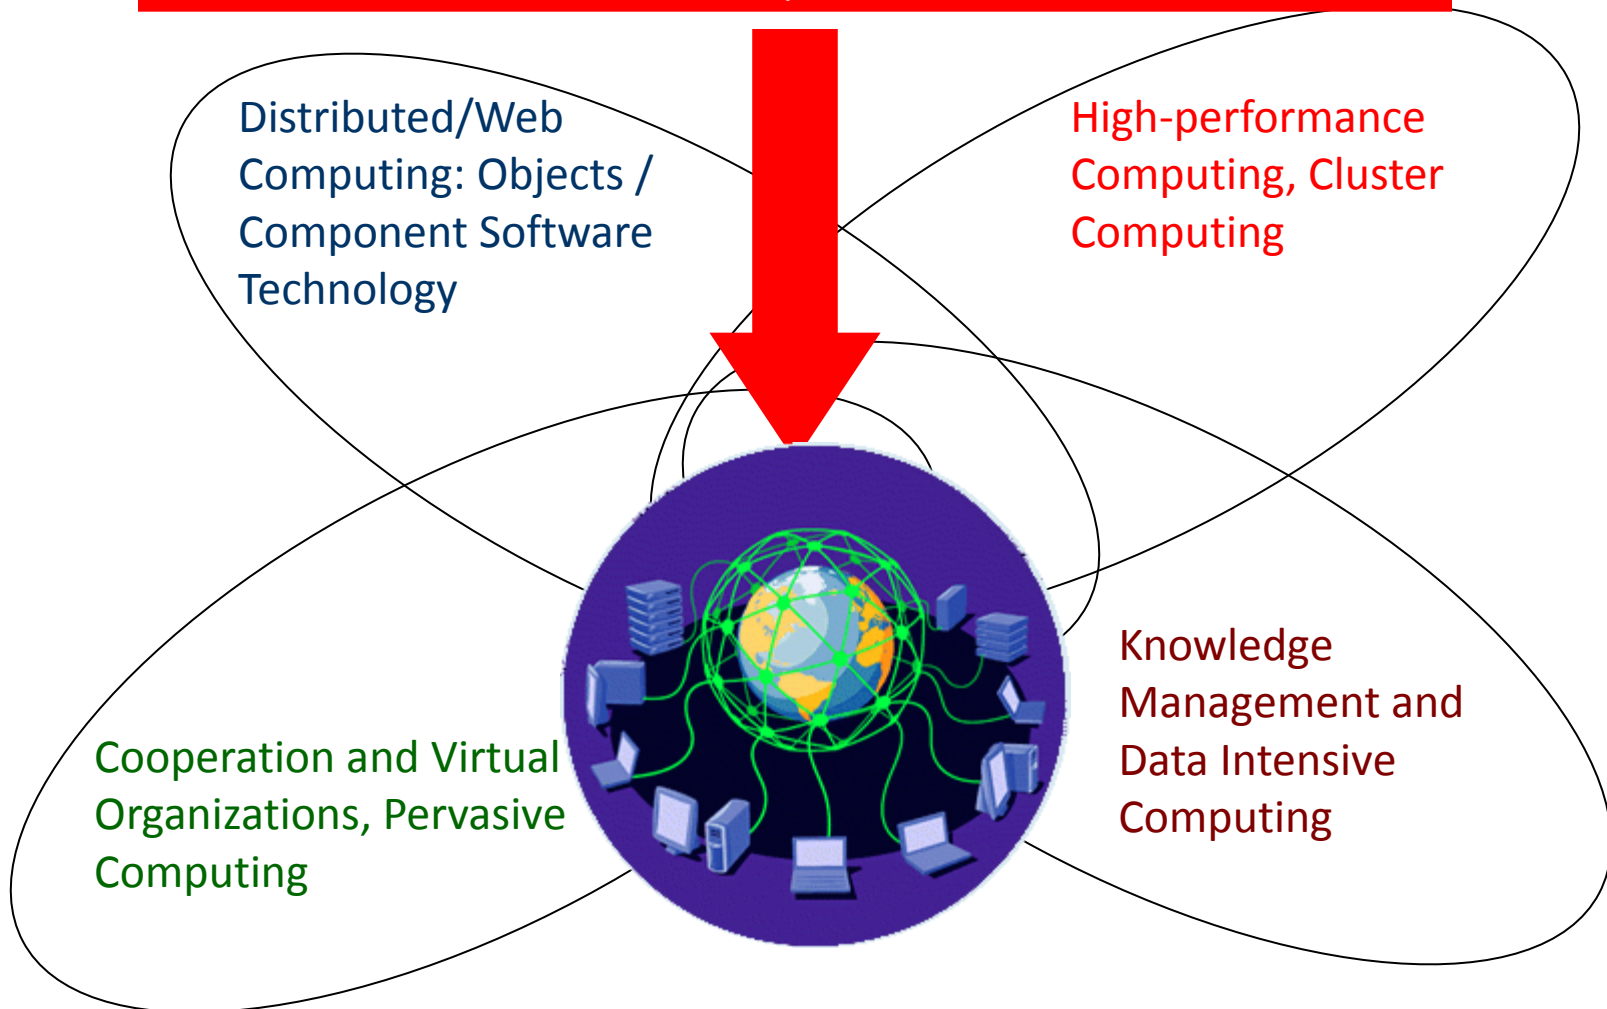 Distributed/Web
Computing: Objects /
Component Software
Technology
High-performance
Computing, Cluster
Computing
Knowledge
Management and
Data Intensive
Computing
Cooperation and Virtual
Organizations, Pervasive
Computing